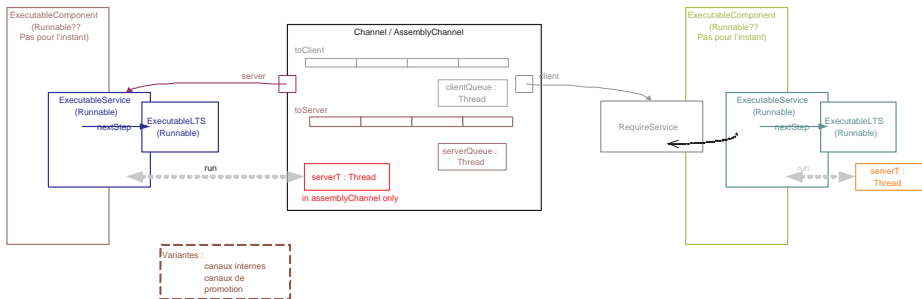 ExecutableComponent
(Runnable??
Pas pour l'instant)
Channel / AssemblyChannel
ExecutableComponent
(Runnable??
Pas pour l'instant)
toClient
server
client
clientQueue :
Thread
ExecutableService
(Runnable)
nextStep
ExecutableLTS
(Runnable)
toServer
RequireService
ExecutableService
(Runnable)
nextStep
ExecutableLTS
(Runnable)
serverQueue :
Thread
run
serverT : Thread
in assemblyChannel only
run
serverT :
Thread
Variantes :
canaux internes
canaux de
promotion